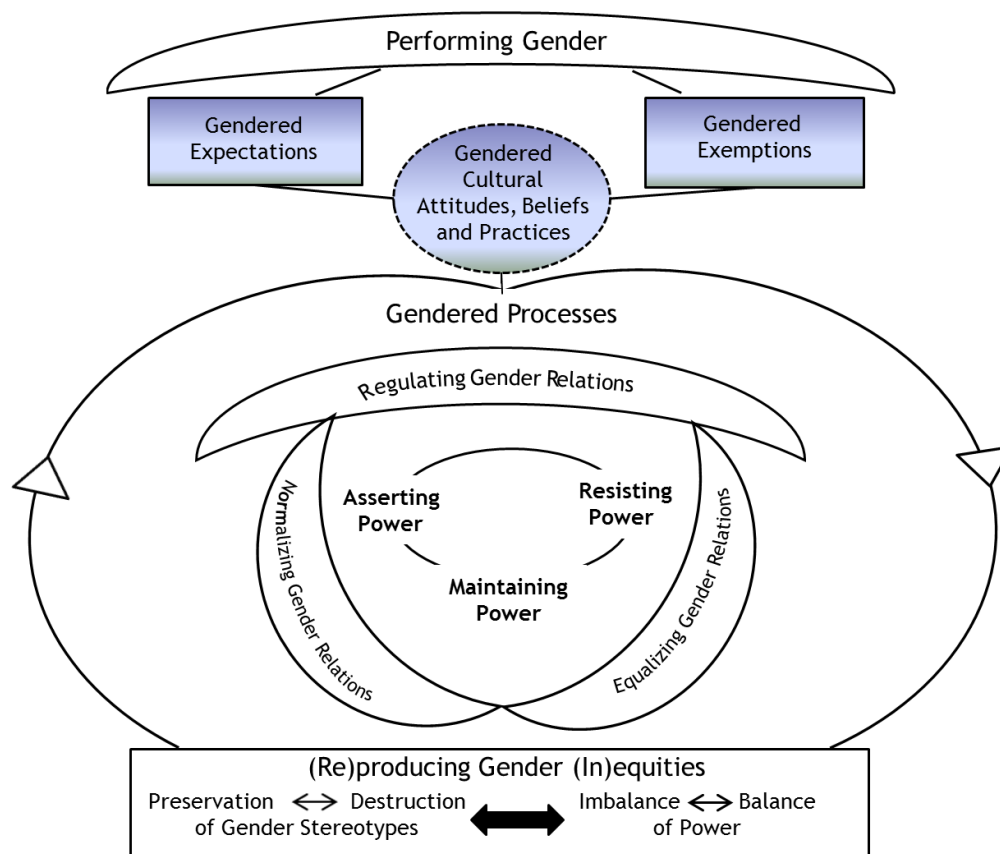 Performing Gender
Gendered
Expectations
Gendered
Exemptions
Gendered
Cultural
Attitudes, Beliefs
and Practices
Gendered Processes
Regulating Gender Relations
Normalizing Gender Relations
Asserting
Power
Resisting
Power
Maintaining
Power
Equalizing Gender Relations
(Re)producing Gender (In)equities
Preservation Destruction
of Gender Stereotypes
Imbalance Balance
of Power